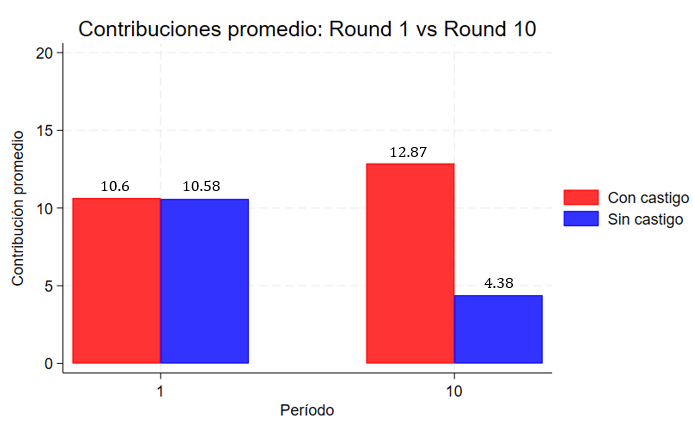 Contribuciones promedio: Round 1 vs Round 10
Contribución promedio
20
15
10
5
0
10.6
10.58
12.87
4.38
1
10
Período
Con castigo
Sin castigo